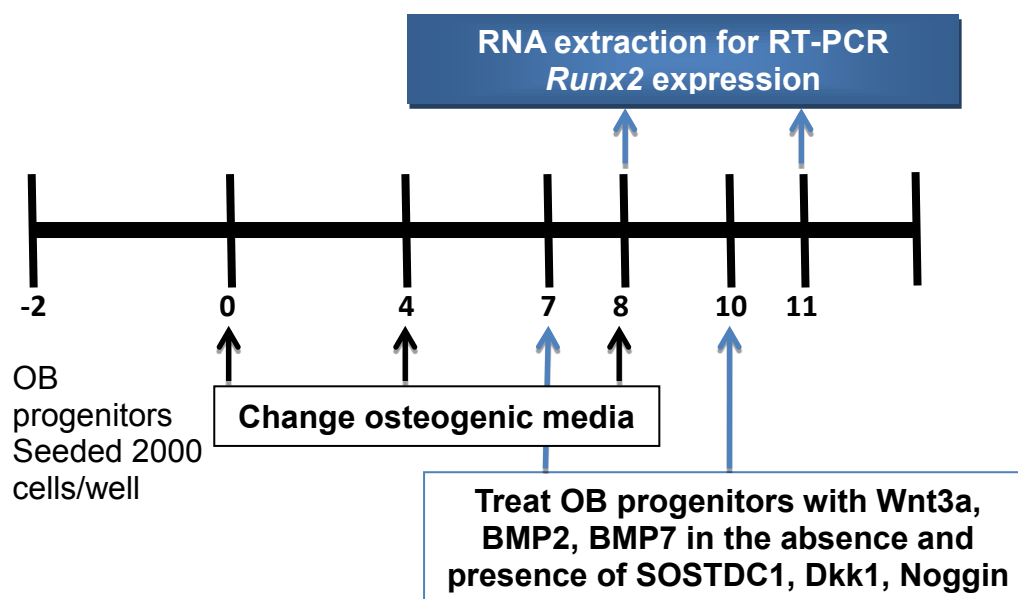 RNA extraction for RT-PCR
Runx2 expression
-2 0 4 7 8 10 11
OB
progenitors
Seeded 2000
cells/well
Change osteogenic media
Treat OB progenitors with Wnt3a,
BMP2, BMP7 in the absence and
presence of SOSTDC1, Dkk1, Noggin